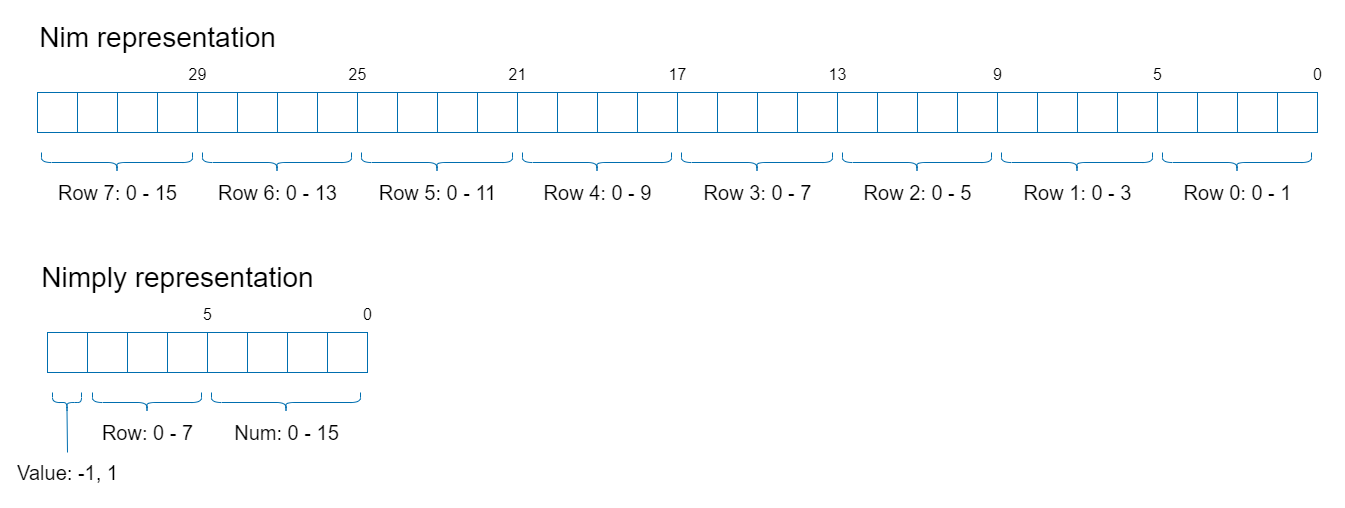 Nim representation
29 25 21 17 13 9 5 0
Row 7: 0 - 15 Row 6: 0 - 13 Row 5: 0 - 11 Row 4: 0 - 9 Row 3: 0 - 7 Row 2: 0 - 5 Row 1: 0 - 3 Row 0: 0 - 1
Nimply representation
5 0
Row: 0 - 7 Num: 0 - 15
Value: -1, 1